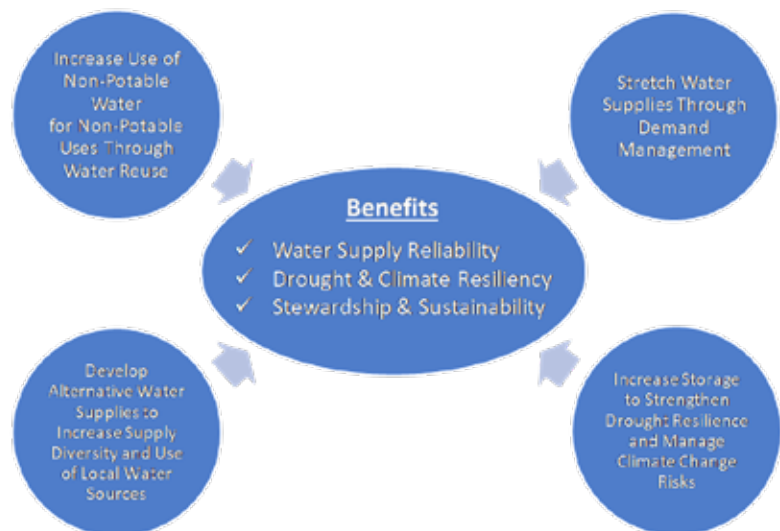 Increase Use of
Non-Potable
Water
for Non-Potable
Uses Through
Water Reuse
Stretch Water
Supplies Through
Demand
Management
Benefits
✓ Water Supply Reliability
✓ Drought & Climate Resiliency
✓ Stewardship & Sustainability
Develop
Alternative Water
Supplies to
Increase Supply
Diversity and Use
of Local Water
Sources
Increase Storage
to Strengthen
Drought Resilience
and Manage
Climate Change
Risks